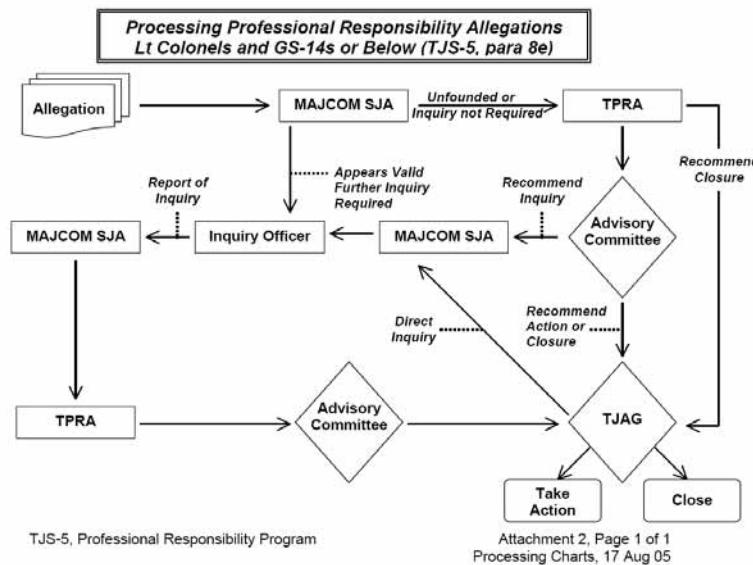 Processing Professional Responsibility Allegations
Lt Colonels and GS-14s or Below (TJS-5, para 8e)
Allegation
MAJCOM SJA
Unfounded or
Inquiry not Required
TPRA
Recommend
Closure
Appears Valid
Further Inquiry
Required
Report of
Inquiry
Recommend
Inquiry
Advisory
Committee
MAJCOM SJA
Inquiry Officer
MAJCOM SJA
Direct
Inquiry
Recommend
Action or
Closure
TPRA
Advisory
Committee
TJAG
Take
Action
Close
TJS-5, Professional Responsibility Program
Attachment 2, Page 1 of 1
Processing Charts, 17 Aug 05